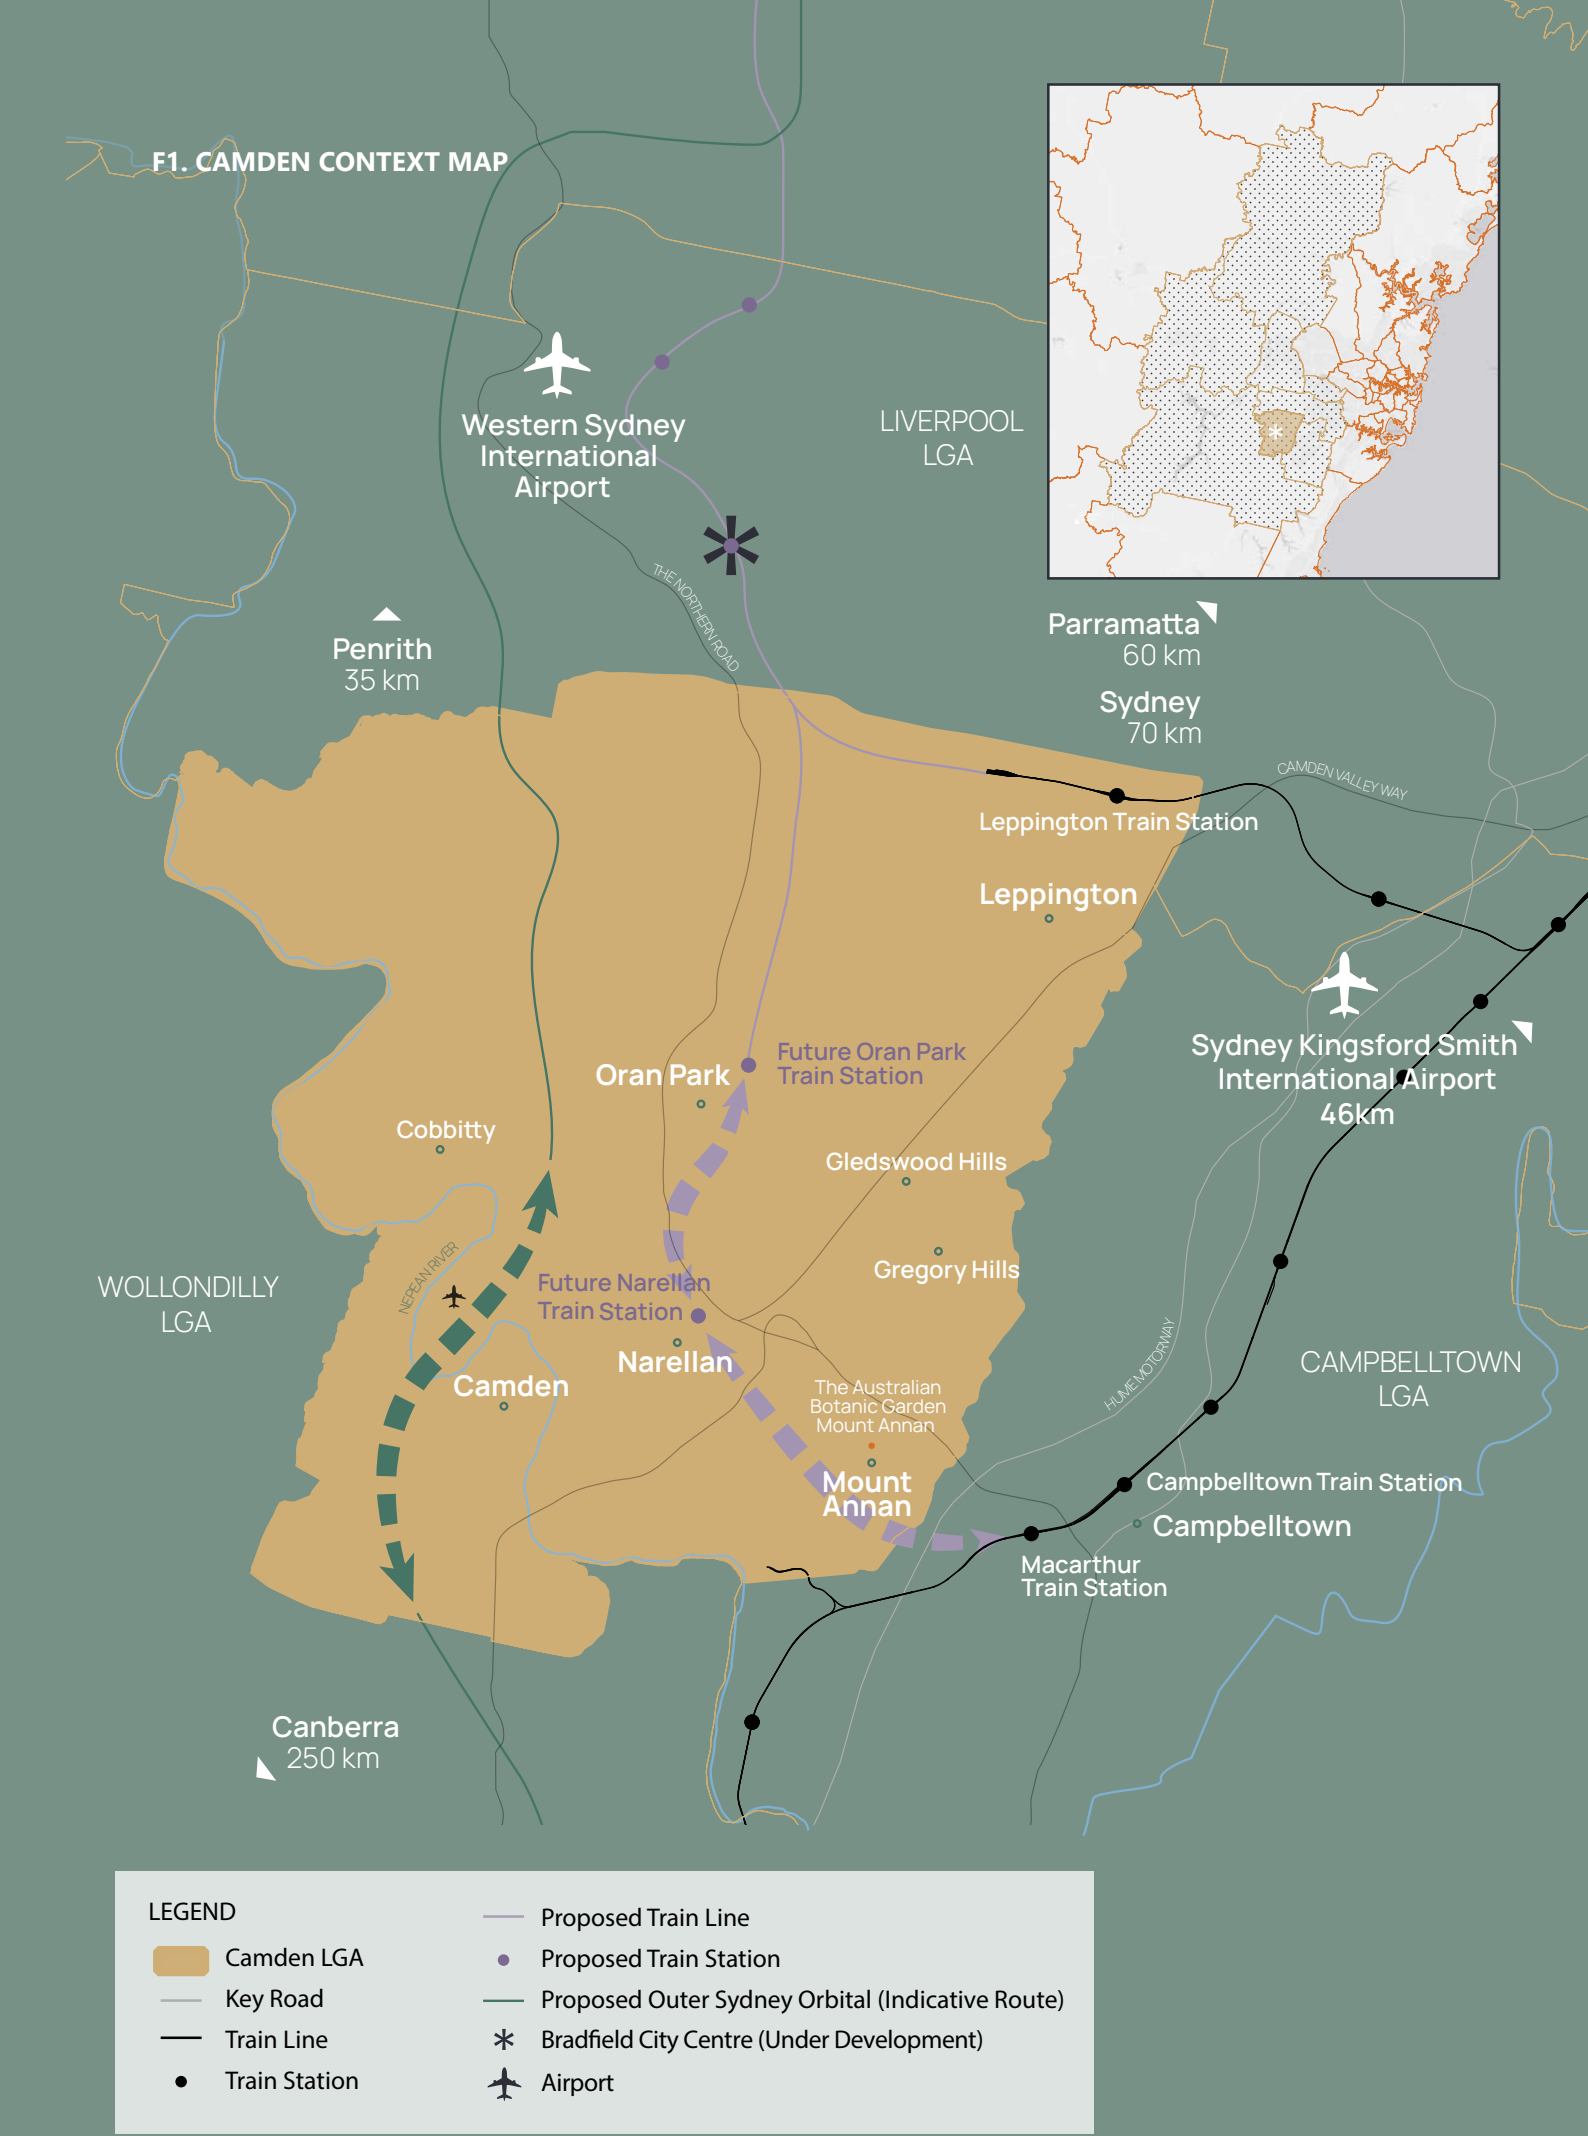 F1. CAMDEN CONTEXT MAP
Western Sydney
International
Airport
LIVERPOOL
LGA
THE NORTHERN ROAD
Penrith
35 km
Parramatta
60 km
Sydney
70 km
CAMDEN VALLEY WAY
Leppington Train Station
Leppington
Sydney Kingsford Smith
International Airport
46km
Future Oran Park
Train Station
Oran Park
Cobbitty
Gledswood Hills
NEPEAN RIVER
Gregory Hills
WOLLONDILLY
LGA
Future Narellan
Train Station
Narellan
HUME MOTORWAY
CAMPBELLTOWN
LGA
Camden
The Australian
Botanic Garden
Mount Annan
Mount
Annan
Campbelltown Train Station
Campbelltown
Macarthur
Train Station
Canberra
250 km
LEGEND
Camden LGA
Key Road
Train Line
Train Station
Proposed Train Line
Proposed Train Station
Proposed Outer Sydney Orbital (Indicative Route)
Bradfield City Centre (Under Development)
Airport